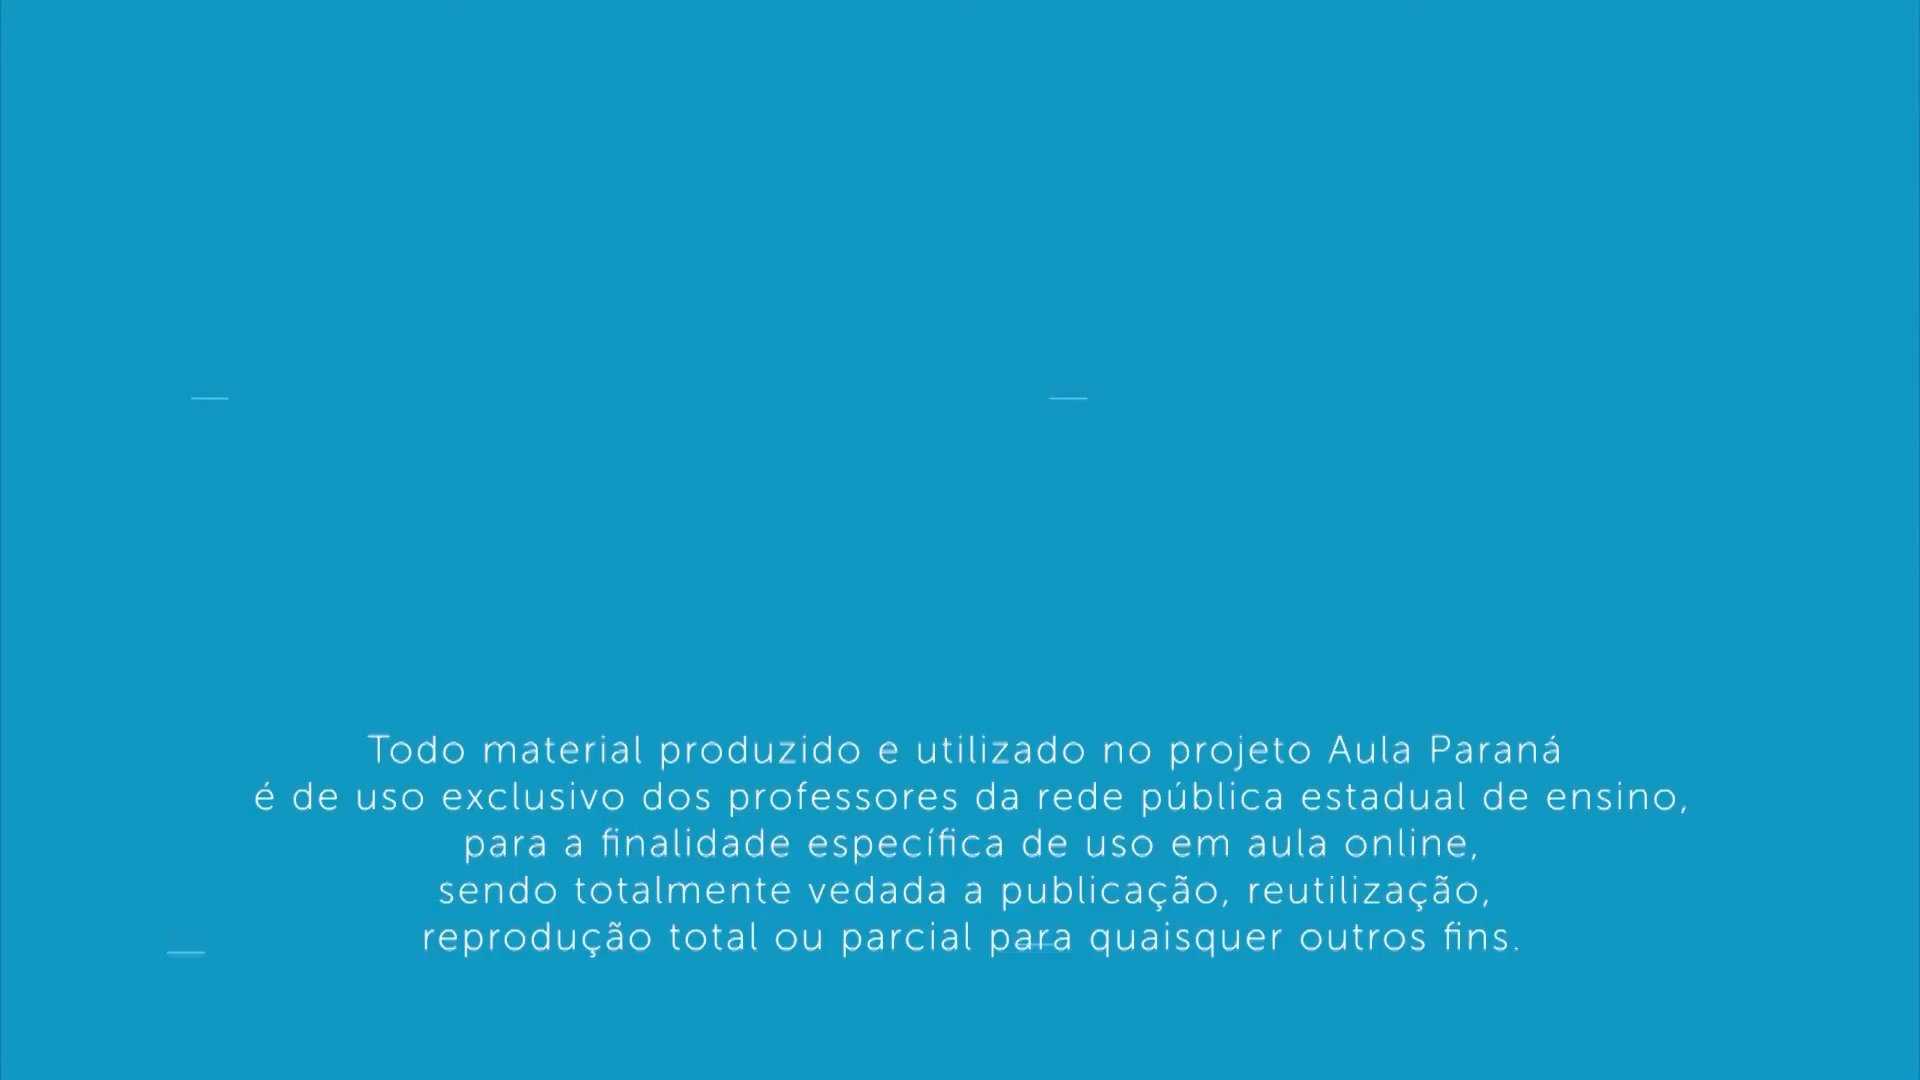 Todo material produzido e utilizado no projeto Aula Paraná
é de uso exclusivo dos professores da rede pública estadual de ensino,
para a finalidade específica de uso em aula online,
sendo totalmente vedada a publicação, reutilização,
reprodução total ou parcial para quaisquer outros fins.